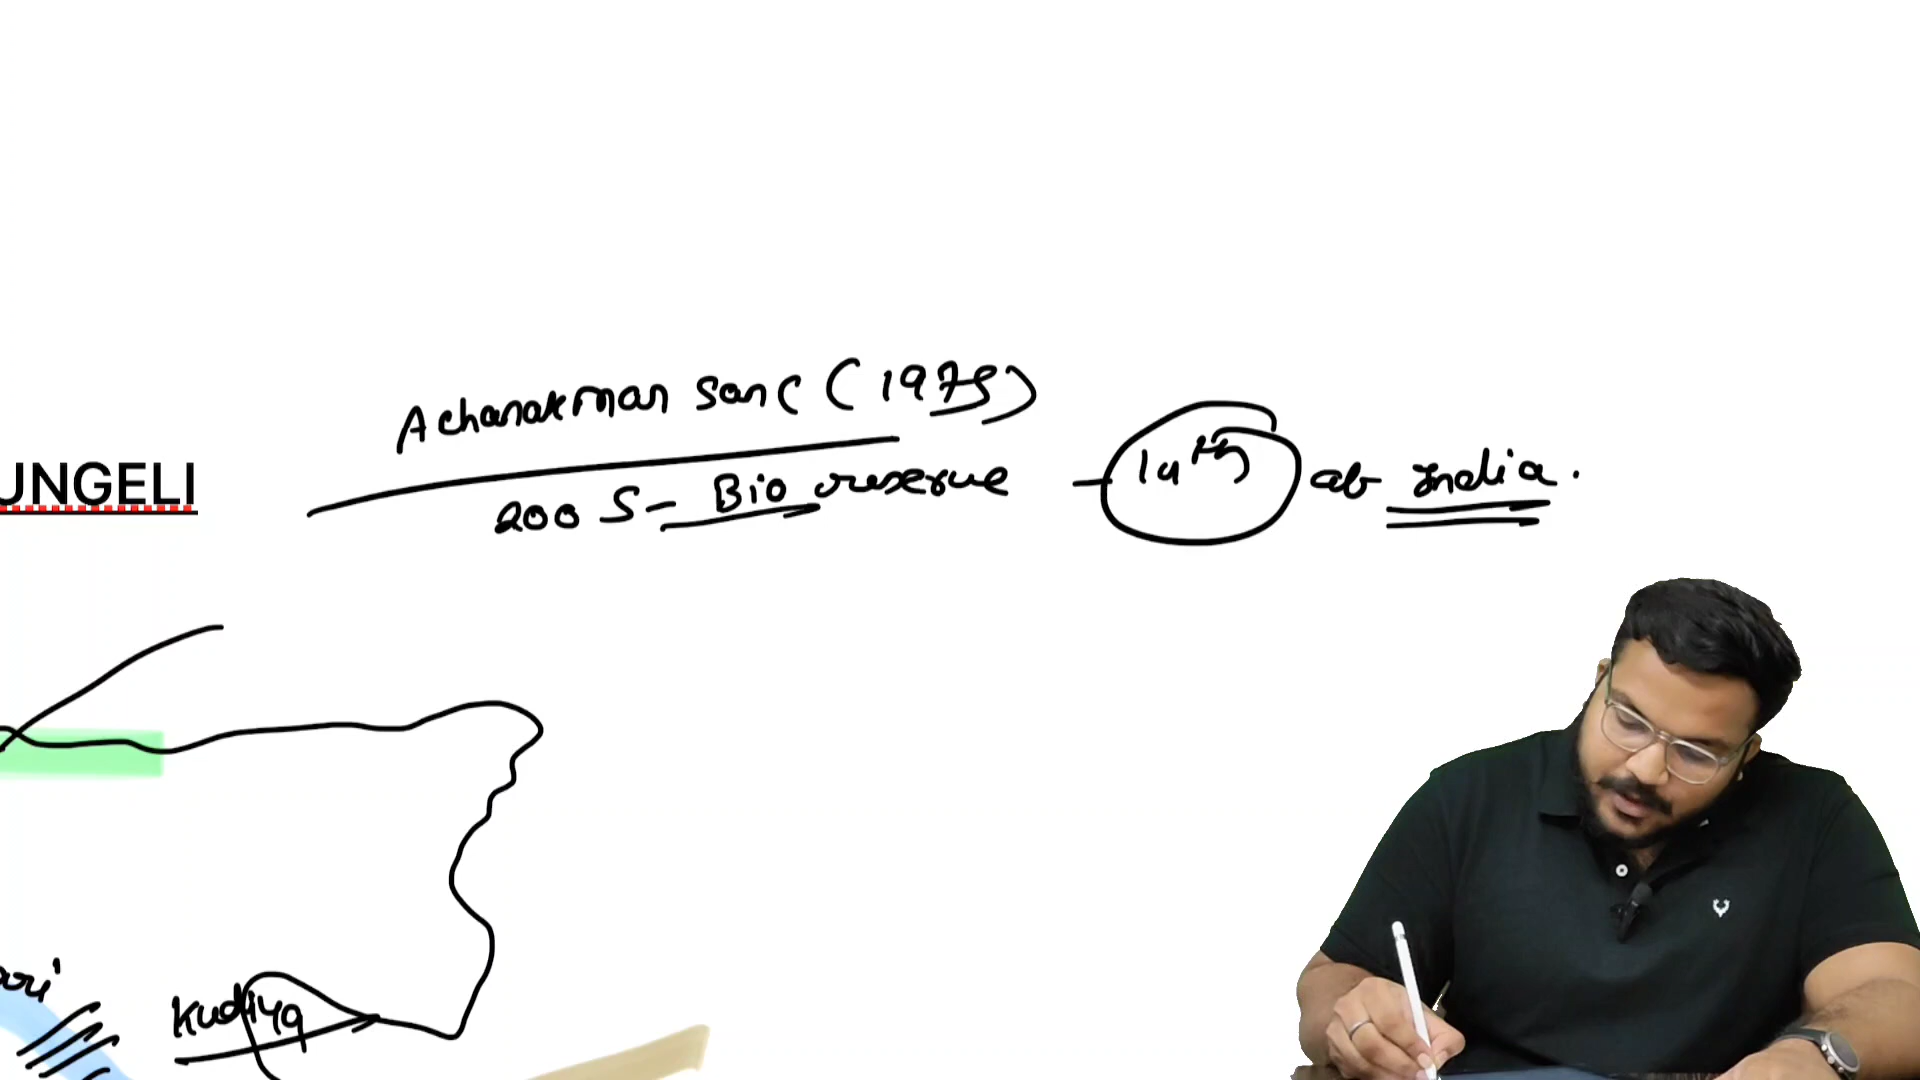 Achanakmar sanc (1975)
UNGELI
2005 - Bio reserve - 14th of India.
Kudiya